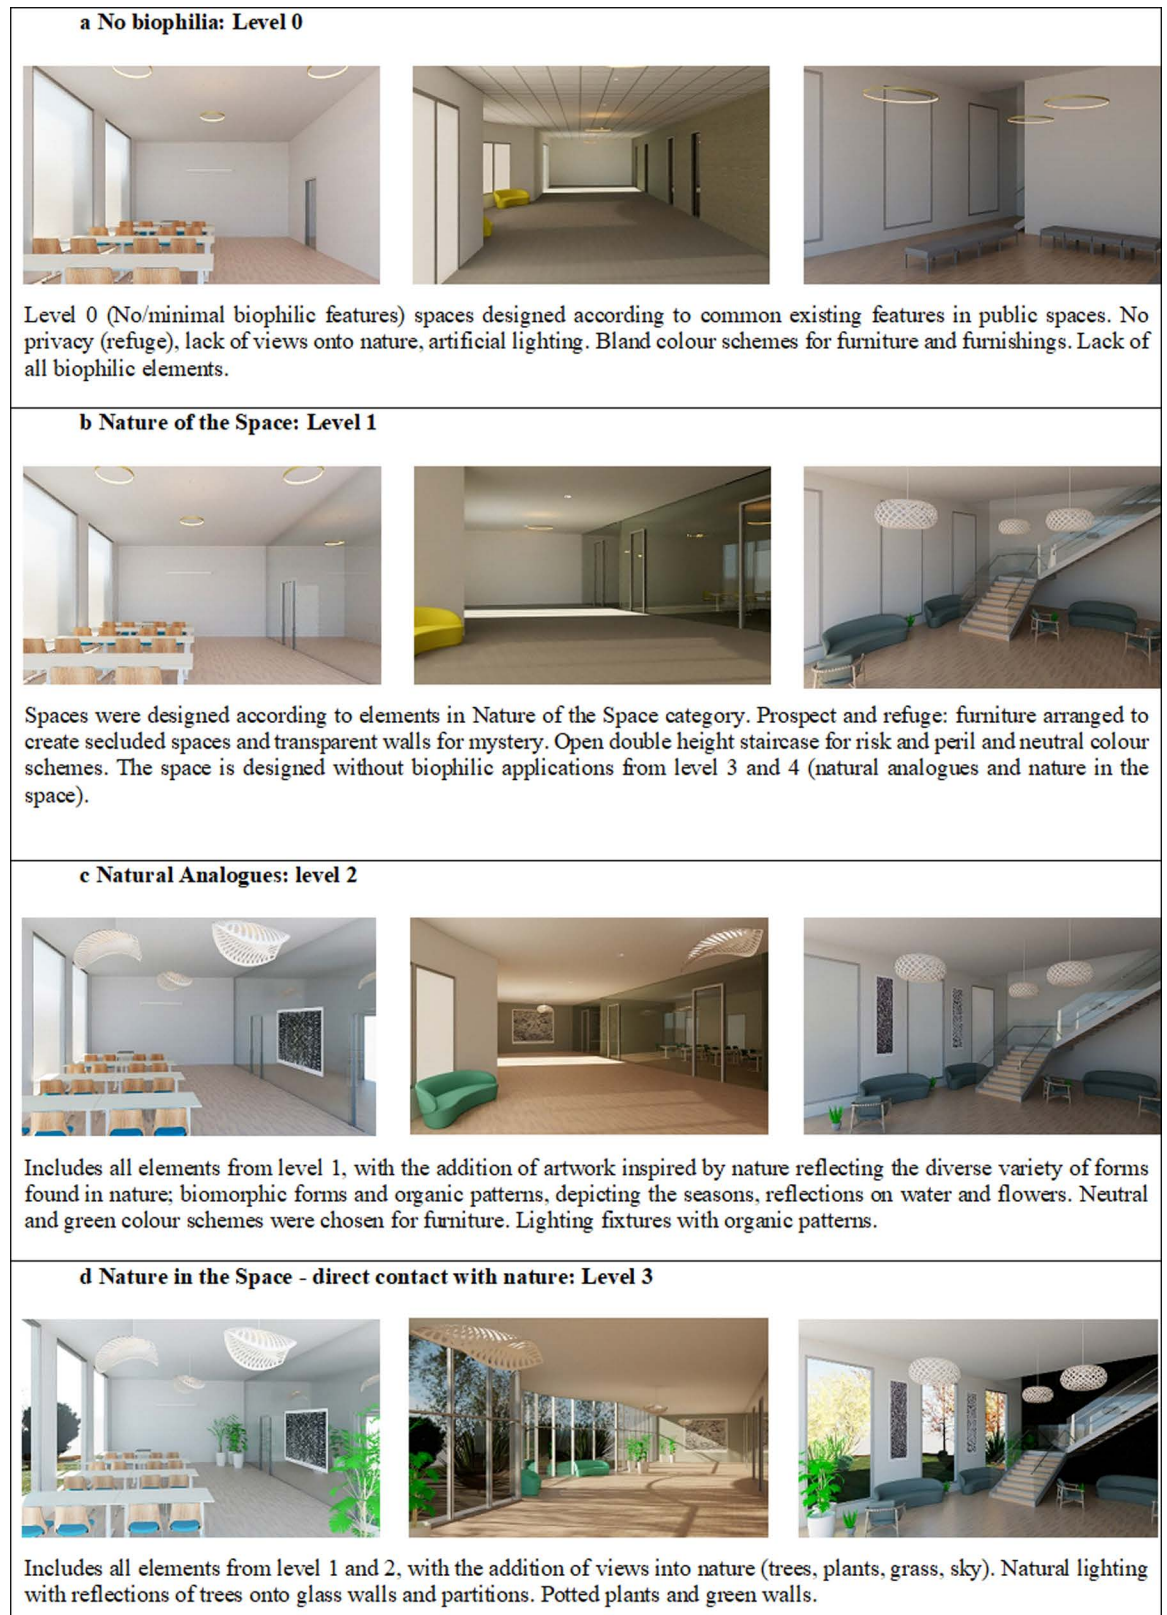 a No biophilia: Level 0
Level 0 (No/minimal biophilic features) spaces designed according to common existing features in public spaces. No
privacy (refuge), lack of views onto nature, artificial lighting. Bland colour schemes for furniture and furnishings. Lack of
all biophilic elements.
b Nature of the Space: Level 1
Spaces were designed according to elements in Nature of the Space category. Prospect and refuge: furniture arranged to
create secluded spaces and transparent walls for mystery. Open double height staircase for risk and peril and neutral colour
schemes. The space is designed without biophilic applications from level 3 and 4 (natural analogues and nature in the
space).
c Natural Analogues: level 2
Includes all elements from level 1, with the addition of artwork inspired by nature reflecting the diverse variety of forms
found in nature; biomorphic forms and organic patterns, depicting the seasons, reflections on water and flowers. Neutral
and green colour schemes were chosen for furniture. Lighting fixtures with organic patterns.
d Nature in the Space - direct contact with nature: Level 3
Includes all elements from level 1 and 2, with the addition of views into nature (trees, plants, grass, sky). Natural lighting
with reflections of trees onto glass walls and partitions. Potted plants and green walls.